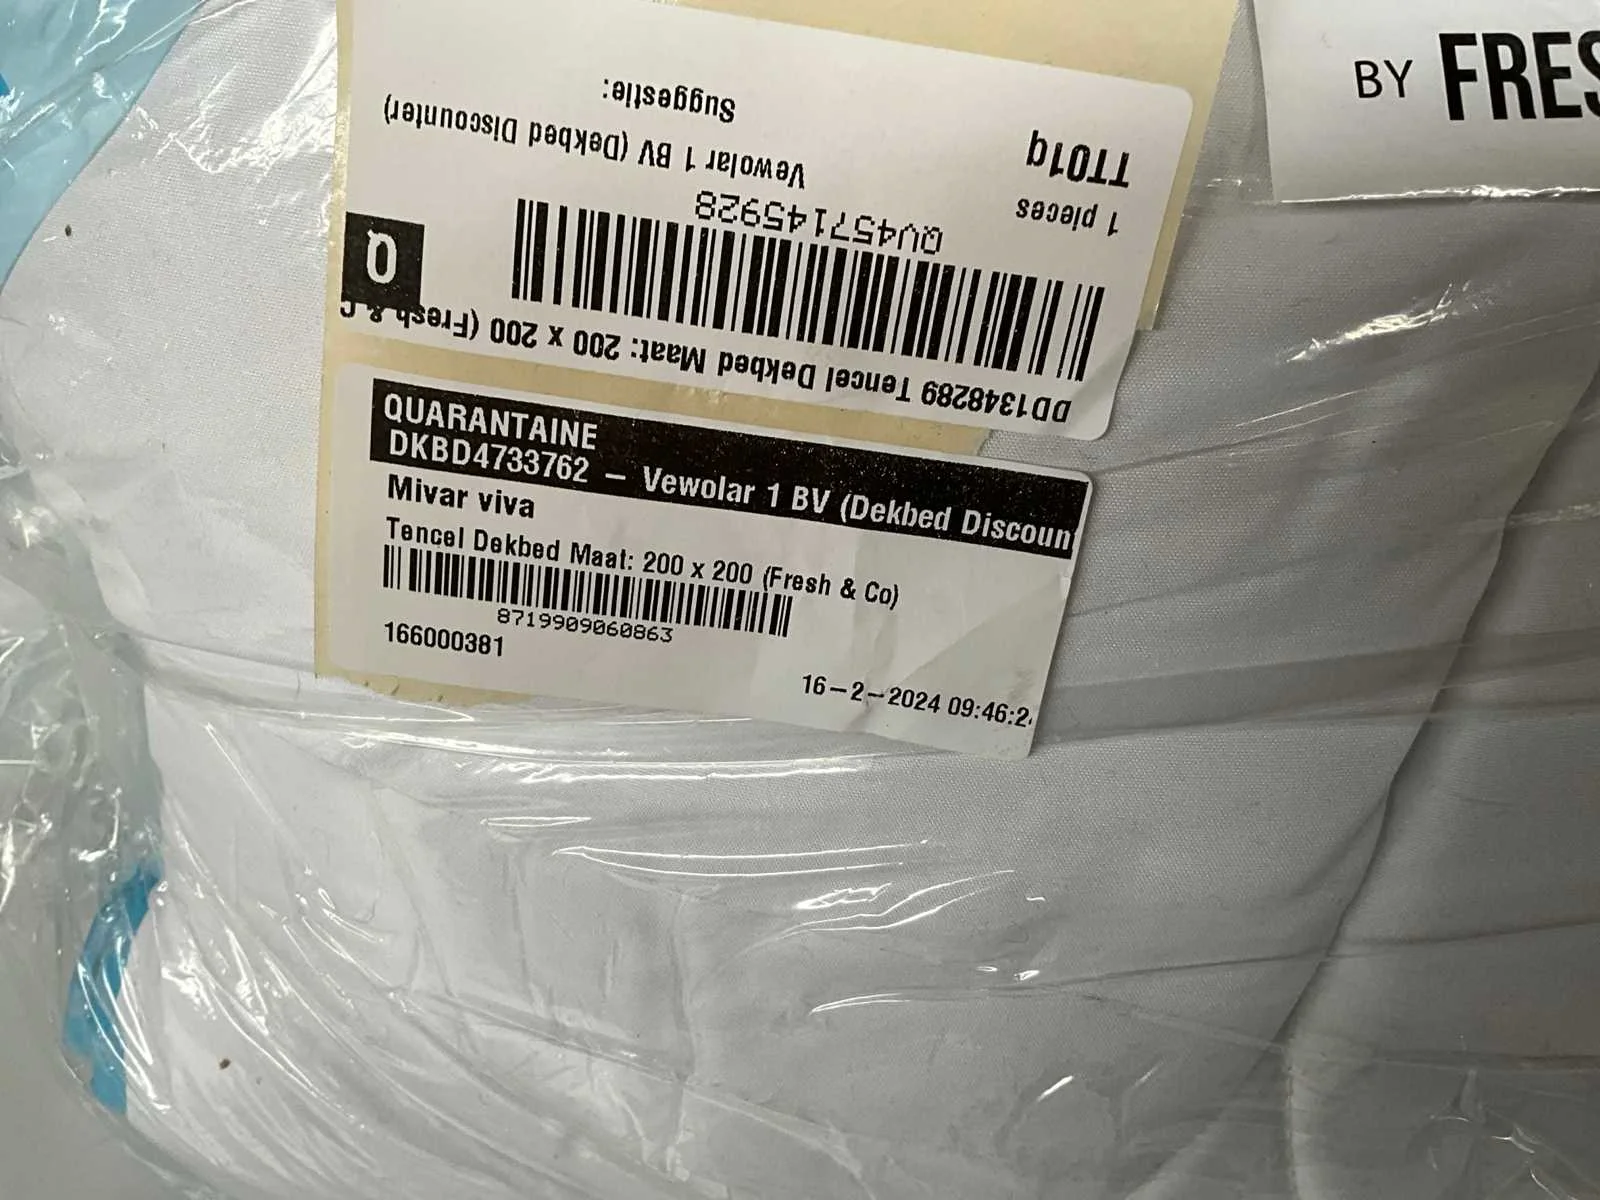 BY FRES
Suggestie:
Vewolar 1 BV (Dekbed Discounter)
TT01q
1 pieces
QV457145928
Q
DD1348289 Tencel Dekbed Maat: 200 x 200 (Fresh & C
QUARANTAINE
DKBD4733762 – Vewolar 1 BV (Dekbed Discount
Mivar viva
Tencel Dekbed Maat: 200 x 200 (Fresh & Co)
8719909060863
166000381
16-2-2024 09:46:2